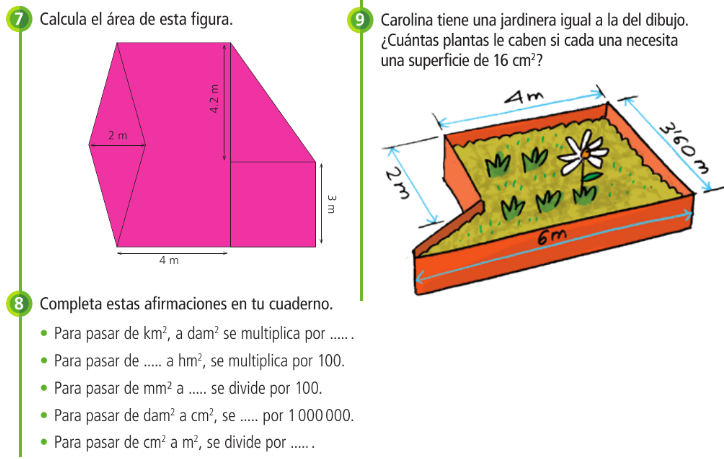 7 Calcula el área de esta figura.
4.2 m
2 m
3 m
4 m
8 Completa estas afirmaciones en tu cuaderno.
• Para pasar de km², a dam² se multiplica por ..... .
• Para pasar de ..... a hm², se multiplica por 100.
• Para pasar de mm² a ..... se divide por 100.
• Para pasar de dam² a cm², se ..... por 1 000 000.
• Para pasar de cm² a m², se divide por ..... .
9 Carolina tiene una jardinera igual a la del dibujo.
¿Cuántas plantas le caben si cada una necesita
una superficie de 16 cm²?
4m
3'60 m
2 m
6m